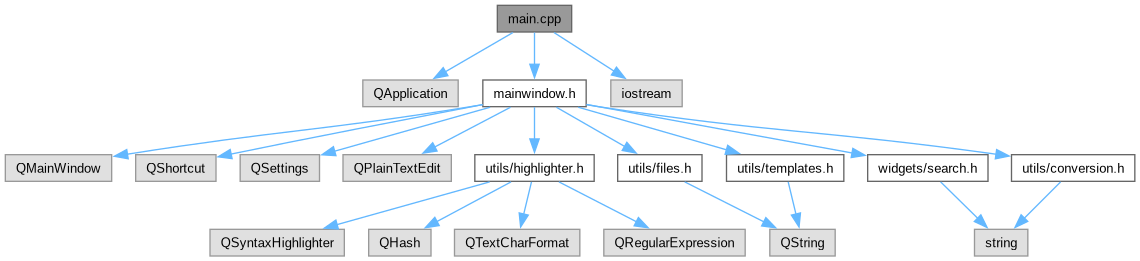 main.cpp
QApplication
mainwindow.h
iostream
QMainWindow
QShortcut
QSettings
QPlainTextEdit
utils/highlighter.h
utils/files.h
utils/templates.h
widgets/search.h
utils/conversion.h
QSyntaxHighlighter
QHash
QTextCharFormat
QRegularExpression
QString
string